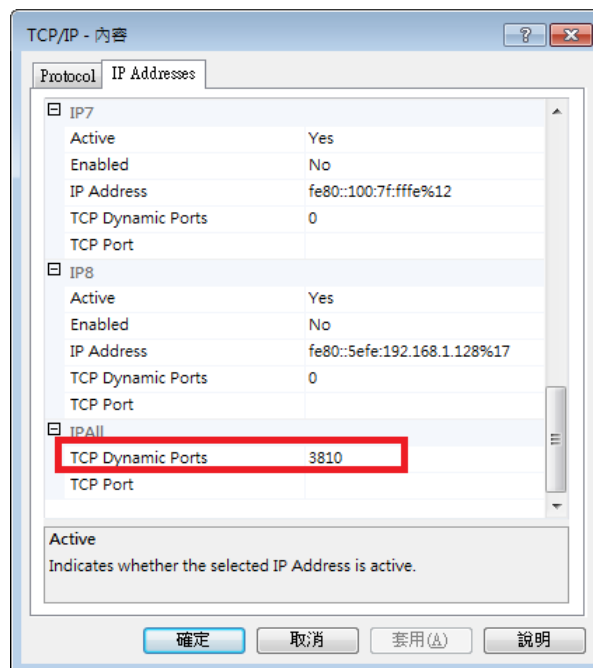 TCP/IP - 內容
Protocol IP Addresses
IP7
Active Yes
Enabled No
IP Address fe80::100:7f:fffe%12
TCP Dynamic Ports 0
TCP Port
IP8
Active Yes
Enabled No
IP Address fe80::5efe:192.168.1.128%17
TCP Dynamic Ports 0
TCP Port
IPAll
TCP Dynamic Ports 3810
TCP Port
Active
Indicates whether the selected IP Address is active.
確定 取消 套用(A) 說明